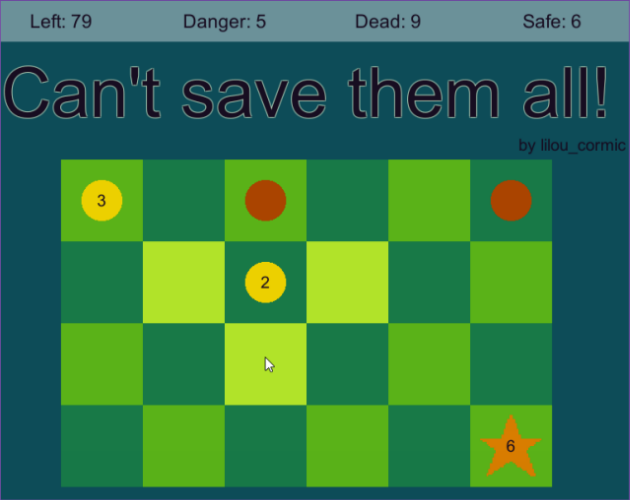 Left: 79 Danger: 5 Dead: 9 Safe: 6
Can't save them all!
by lilou_cormic
3
2
6